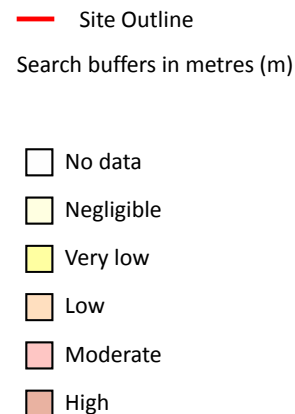 Site Outline
Search buffers in metres (m)
No data
Negligible
Very low
Low
Moderate
High